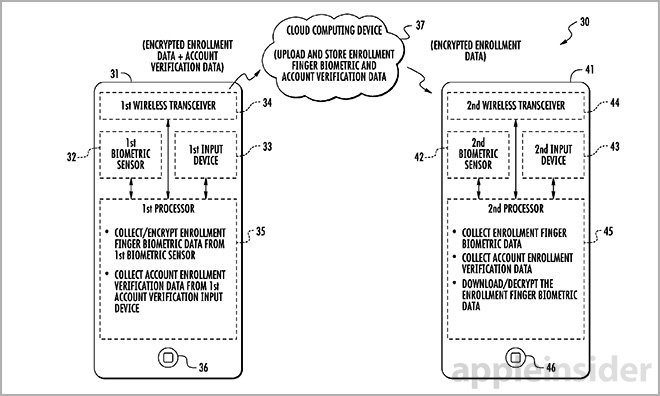 30
37
CLOUD COMPUTING DEVICE
(UPLOAD AND STORE ENROLLMENT
FINGER BIOMETRIC AND
ACCOUNT VERIFICATION DATA)
(ENCRYPTED ENROLLMENT
DATA + ACCOUNT
VERIFICATION DATA)
(ENCRYPTED ENROLLMENT
DATA)
31
1st WIRELESS TRANSCEIVER
34
32
1st
BIOMETRIC
SENSOR
1st INPUT
DEVICE
33
1st PROCESSOR
• COLLECT/ENCRYPT ENROLLMENT
FINGER BIOMETRIC DATA FROM
1st BIOMETRIC SENSOR
• COLLECT ACCOUNT ENROLLMENT
VERIFICATION DATA FROM 1st
ACCOUNT VERIFICATION INPUT
DEVICE
35
36
41
2nd WIRELESS TRANSCEIVER
44
42
2nd
BIOMETRIC
SENSOR
2nd INPUT
DEVICE
43
2nd PROCESSOR
• COLLECT ENROLLMENT FINGER
BIOMETRIC DATA
• COLLECT ACCOUNT ENROLLMENT
VERIFICATION DATA
• DOWNLOAD/DECRYPT THE
ENROLLMENT FINGER BIOMETRIC
DATA
45
46
appleinsider